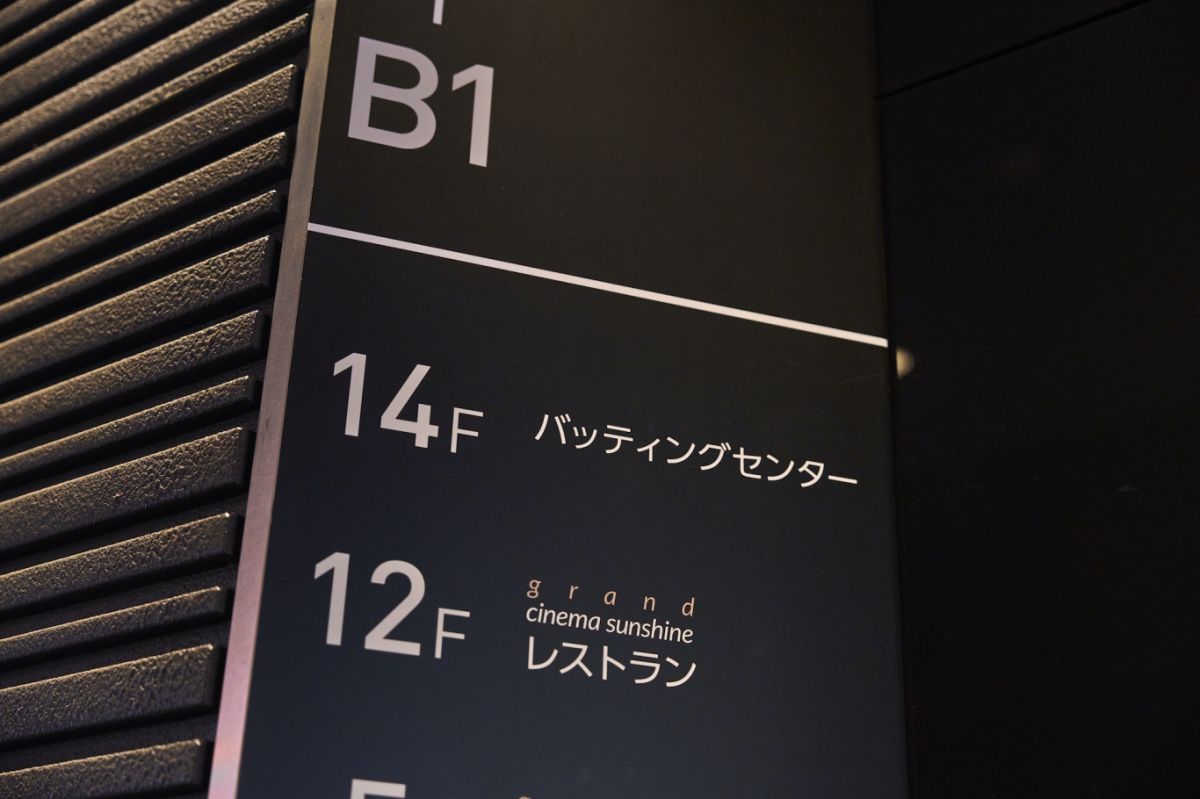 B1
14F バッティングセンター
12F grand
cinema sunshine
レストラン